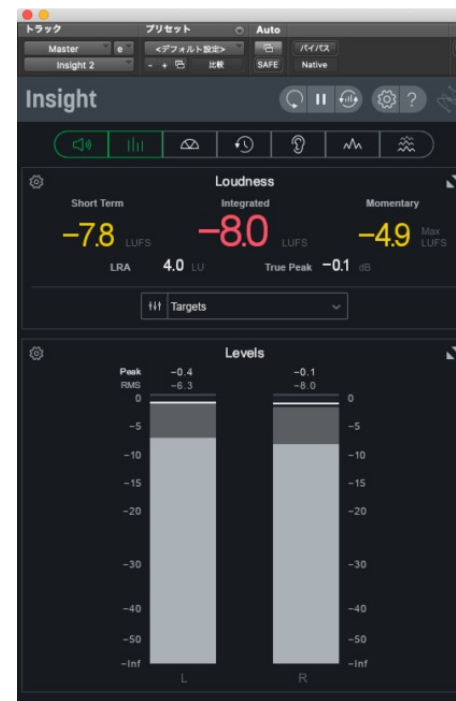 トラック プリセット Auto
Master e <デフォルト設定> バイパス
Insight 2 - + 比較 SAFE Native
Insight
?
Loudness
Short Term Integrated Momentary
-7.8 LUFS -8.0 LUFS -4.9 Max LUFS
LRA 4.0 LU True Peak -0.1 dB
Targets
Levels
Peak -0.4 -0.1
RMS -6.3 -8.0
0 0
-5 -5
-10 -10
-15 -15
-20 -20
-30 -30
-40 -40
-50 -50
-Inf -Inf
L R